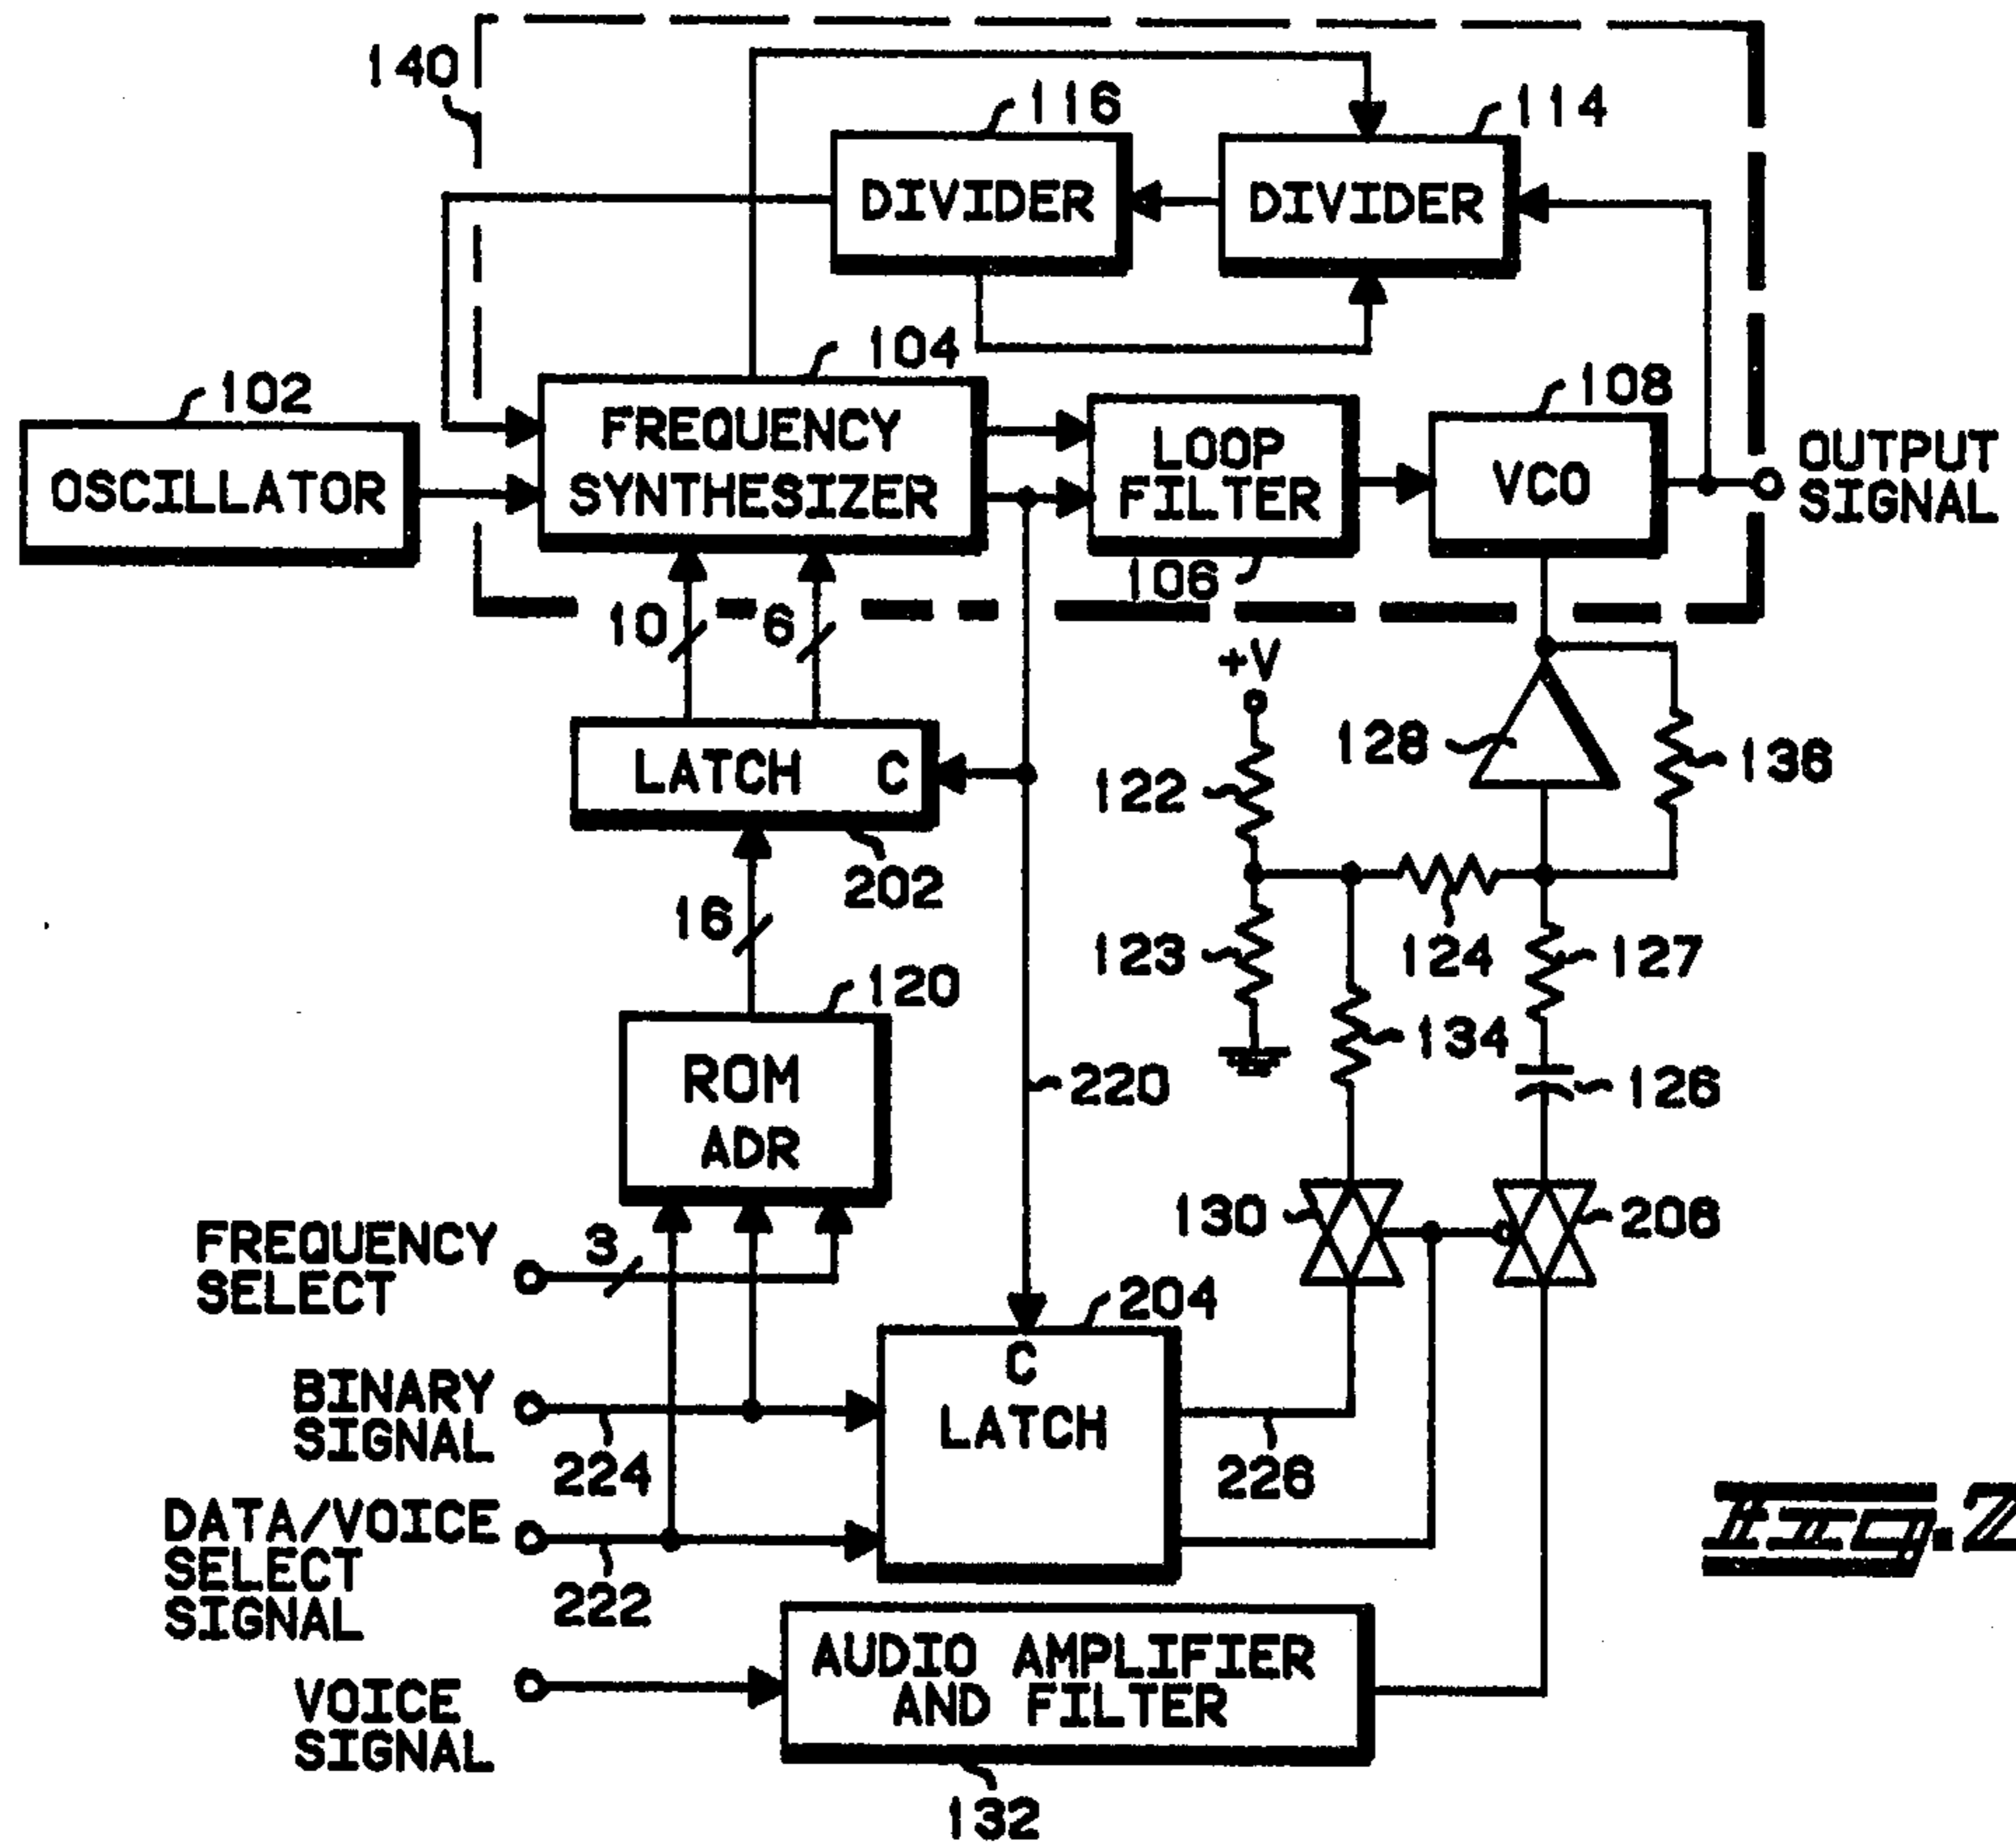 140
116
114
DIVIDER
DIVIDER
104
102
108
FREQUENCY
SYNTHESIZER
LOOP
FILTER
OSCILLATOR
VCO
OUTPUT
SIGNAL
106
10
6
+V
128
136
122
LATCH C
202
16
123
124
127
120
134
ROM
ADR
220
126
130
206
FREQUENCY
SELECT
3
204
C
LATCH
BINARY
SIGNAL
224
226
DATA/VOICE
SELECT
SIGNAL
222
Fig. 2
AUDIO AMPLIFIER
AND FILTER
VOICE
SIGNAL
132